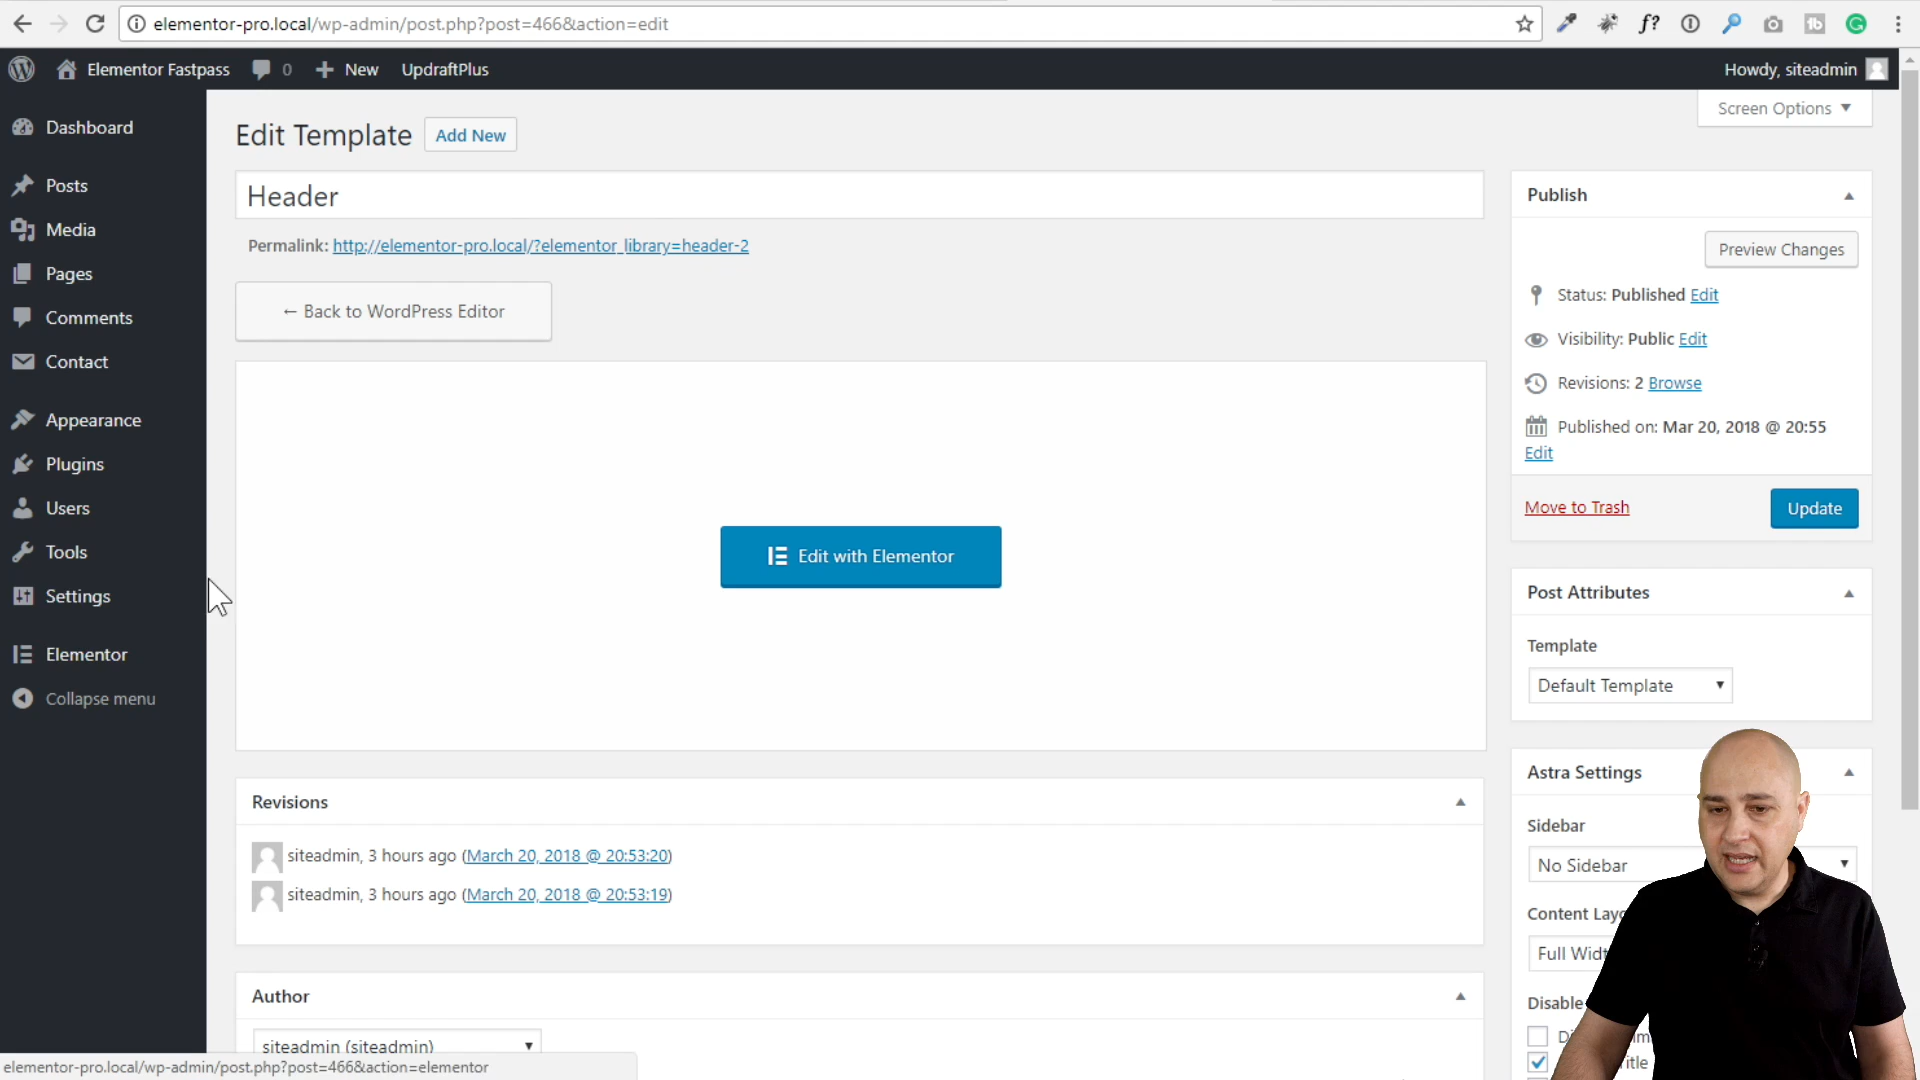 elementor-pro.local/wp-admin/post.php?post=466&action=edit
f?
tb
G
Elementor Fastpass
0
New
UpdraftPlus
Howdy, siteadmin
Dashboard
Posts
Media
Pages
Comments
Contact
Appearance
Plugins
Users
Tools
Settings
Elementor
Collapse menu
Screen Options
Edit Template
Add New
Header
Permalink: http://elementor-pro.local/?elementor_library=header-2
← Back to WordPress Editor
Edit with Elementor
Revisions
siteadmin, 3 hours ago (March 20, 2018 @ 20:53:20)
siteadmin, 3 hours ago (March 20, 2018 @ 20:53:19)
Author
siteadmin (siteadmin)
Publish
Preview Changes
Status: Published Edit
Visibility: Public Edit
Revisions: 2 Browse
Published on: Mar 20, 2018 @ 20:55
Edit
Move to Trash
Update
Post Attributes
Template
Default Template
Astra Settings
Sidebar
No Sidebar
Content
Full
Disable
elementor-pro.local/wp-admin/post.php?post=466&action=elementor